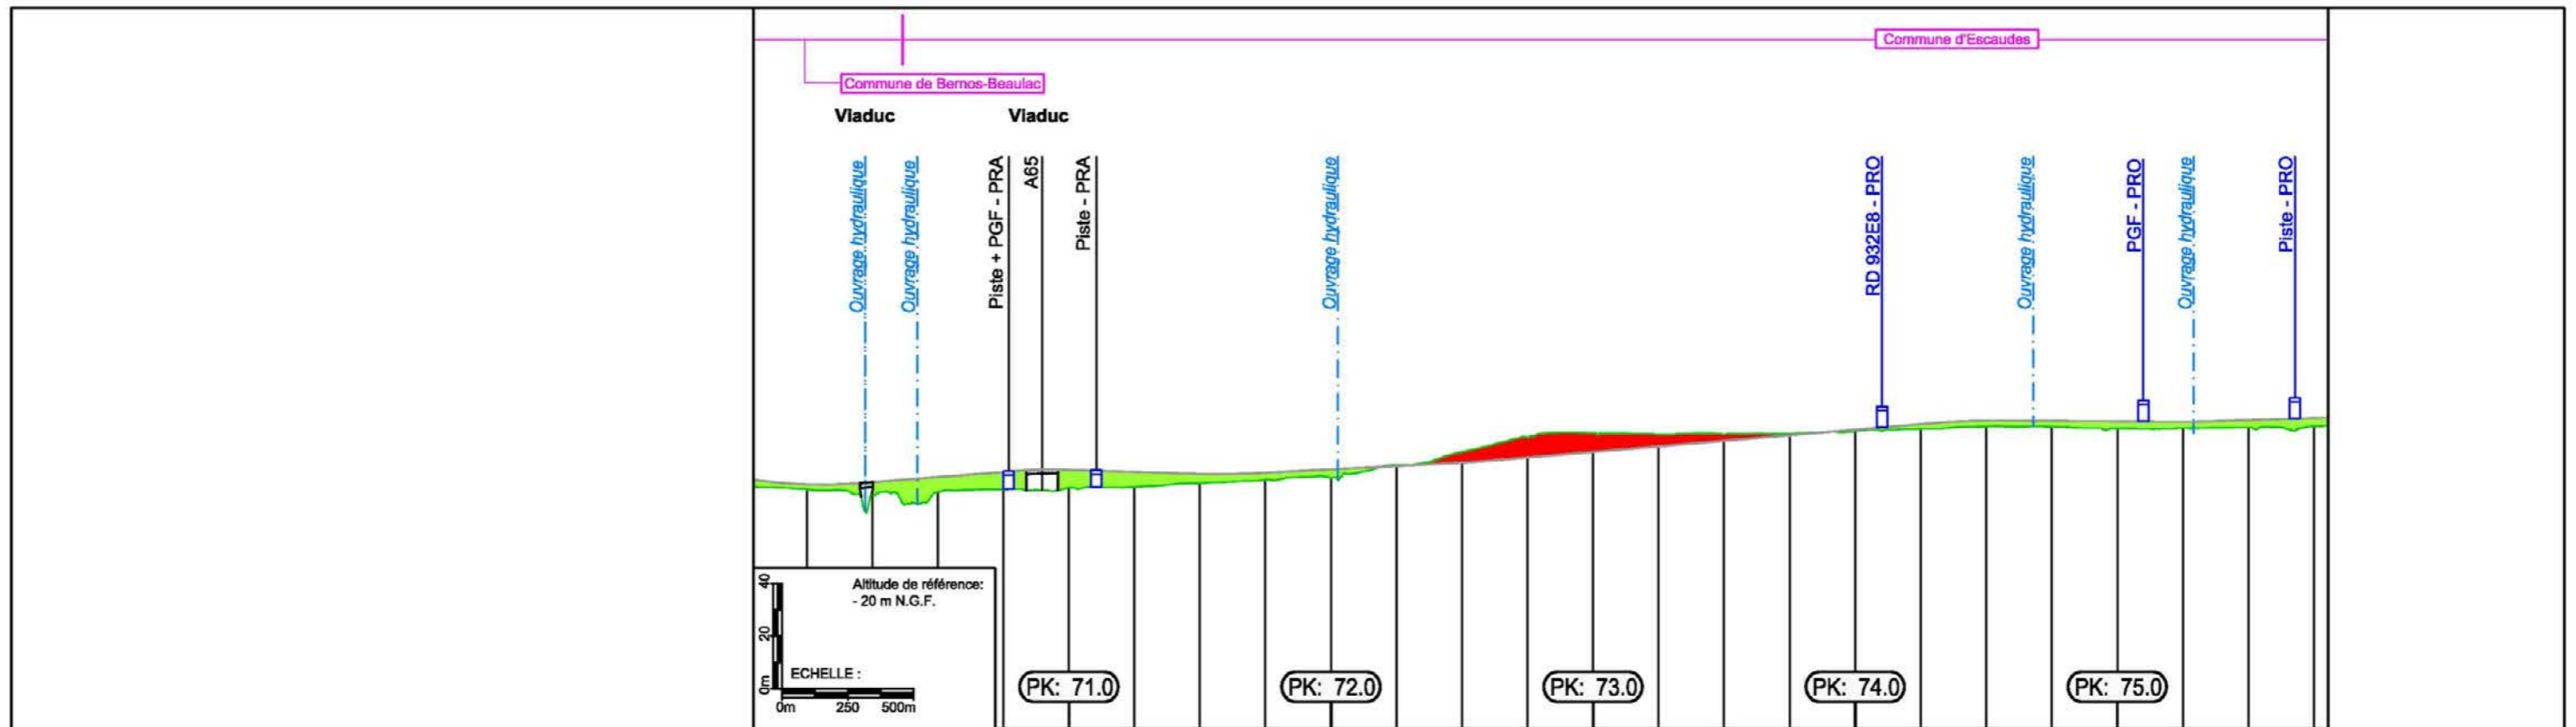 Commune d'Escaudes
Commune de Bernos-Beaulac
Viaduc
Viaduc
Ouvrage hydraulique
Ouvrage hydraulique
Piste + PGF - PRA
A65
Piste - PRA
Ouvrage hydraulique
RD 932E8 - PRO
Ouvrage hydraulique
PGF - PRO
Ouvrage hydraulique
Piste - PRO
Altitude de référence:
- 20 m N.G.F.
40
20
0m
ECHELLE :
0m 250 500m
PK: 71.0
PK: 72.0
PK: 73.0
PK: 74.0
PK: 75.0